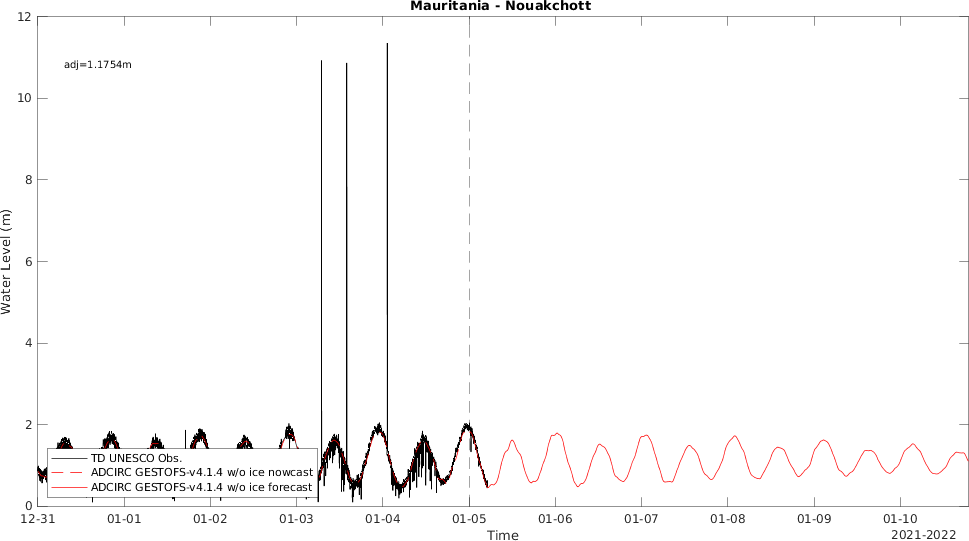 Mauritania - Nouakchott
12
10
8
6
4
2
0
Water Level (m)
adj=1.1754m
TD UNESCO Obs.
ADCIRC GESTOFS-v4.1.4 w/o ice nowcast
ADCIRC GESTOFS-v4.1.4 w/o ice forecast
12-31 01-01 01-02 01-03 01-04 01-05 01-06 01-07 01-08 01-09 01-10
Time
2021-2022